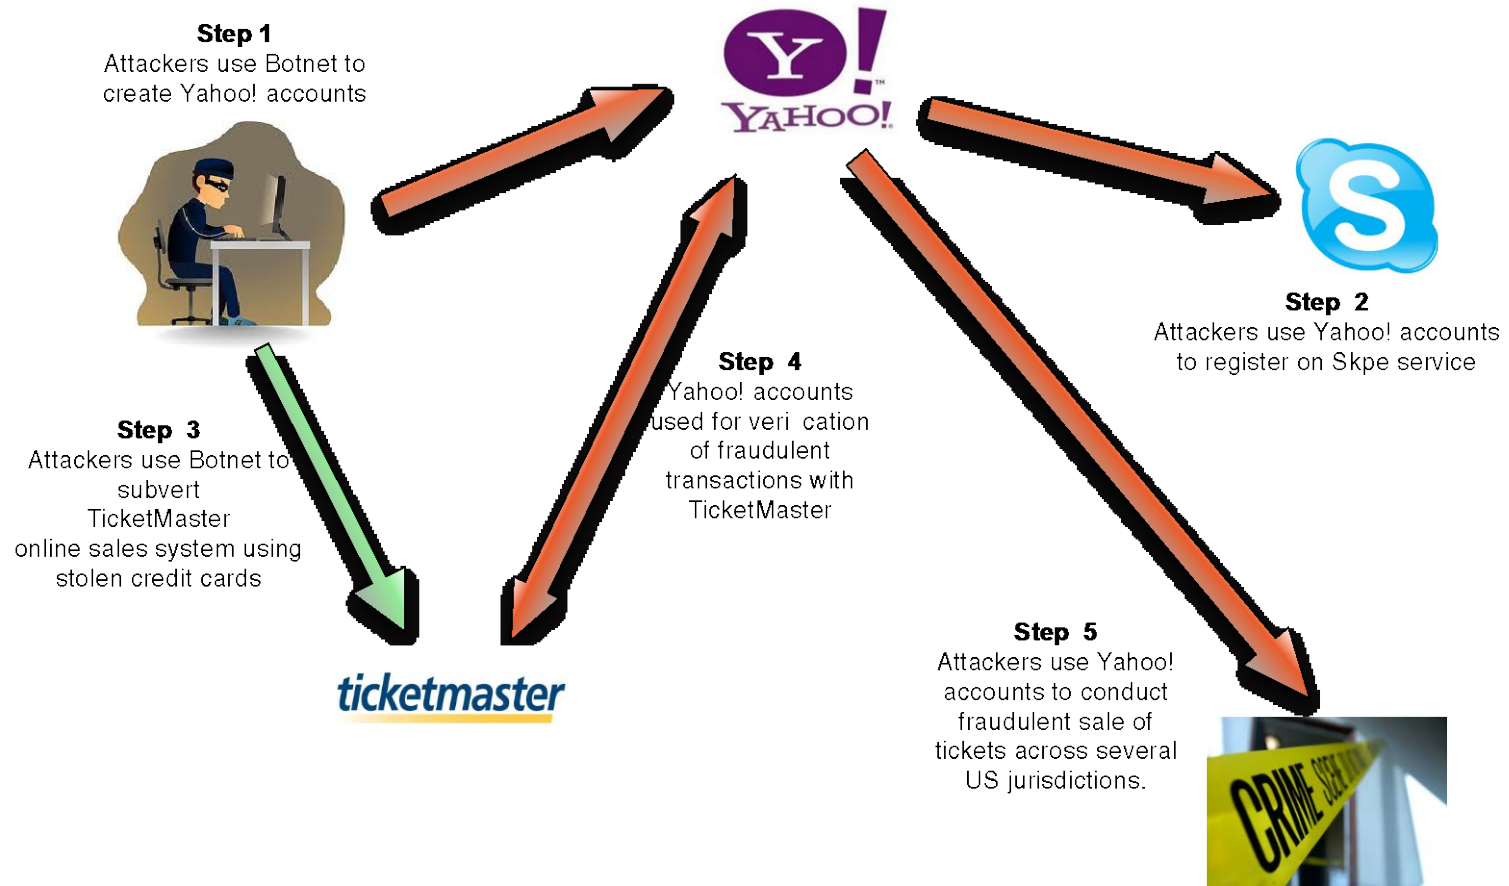 Step 1
Attackers use Botnet to
create Yahoo! accounts
Y!
™
YAHOO!
S
Step 2
Attackers use Yahoo! accounts
to register on Skpe service
Step 3
Attackers use Botnet to
subvert
TicketMaster
online sales system using
stolen credit cards
Step 4
Yahoo! accounts
used for veri cation
of fraudulent
transactions with
TicketMaster
ticketmaster
Step 5
Attackers use Yahoo!
accounts to conduct
fraudulent sale of
tickets across several
US jurisdictions.
CRIME SCENE